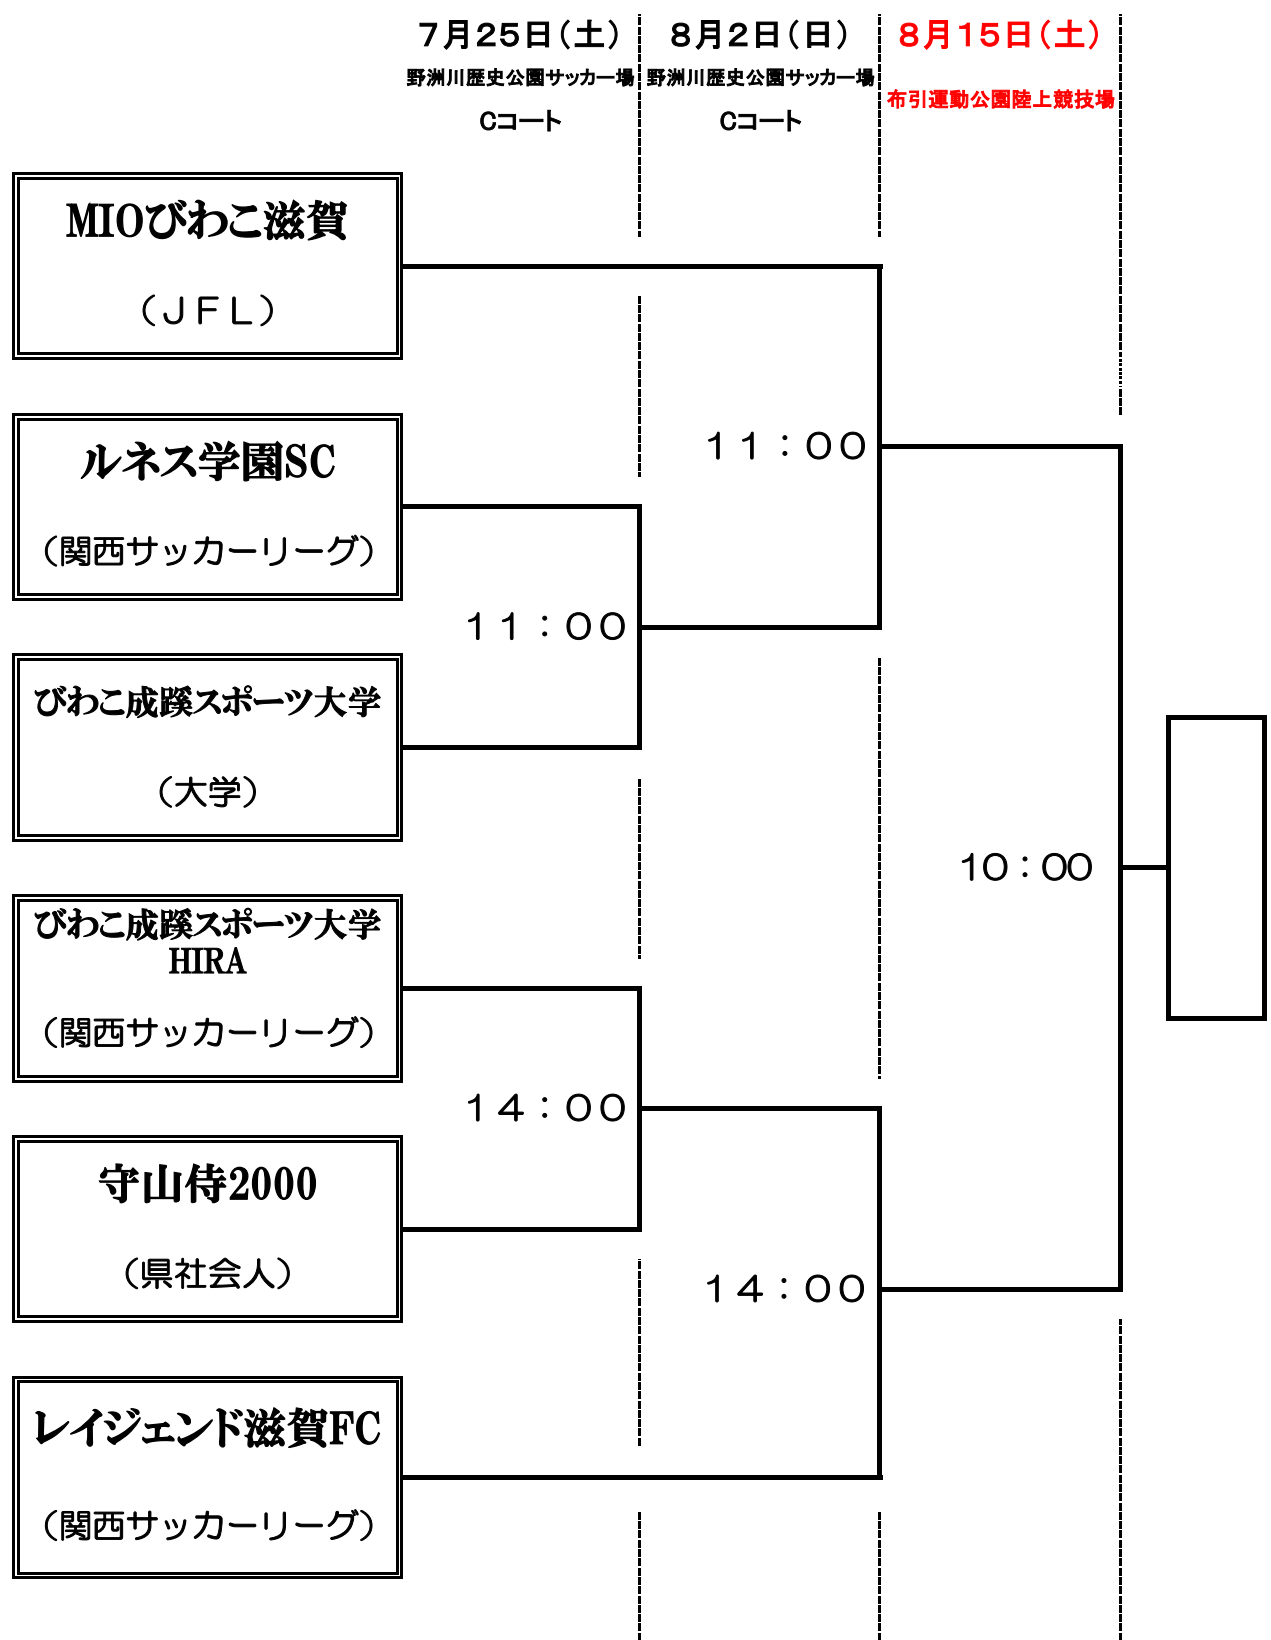 7月25日(土)
野洲川歴史公園サッカー場
Cコート
8月2日(日)
野洲川歴史公園サッカー場
Cコート
8月15日(土)
布引運動公園陸上競技場
MIOびわこ滋賀
（ＪＦＬ）
ルネス学園SC
（関西サッカーリーグ）
１１：００
１１：００
びわこ成蹊スポーツ大学
（大学）
10：00
びわこ成蹊スポーツ大学
HIRA
（関西サッカーリーグ）
１４：００
守山侍2000
（県社会人）
１４：００
レイジェンド滋賀FC
（関西サッカーリーグ）